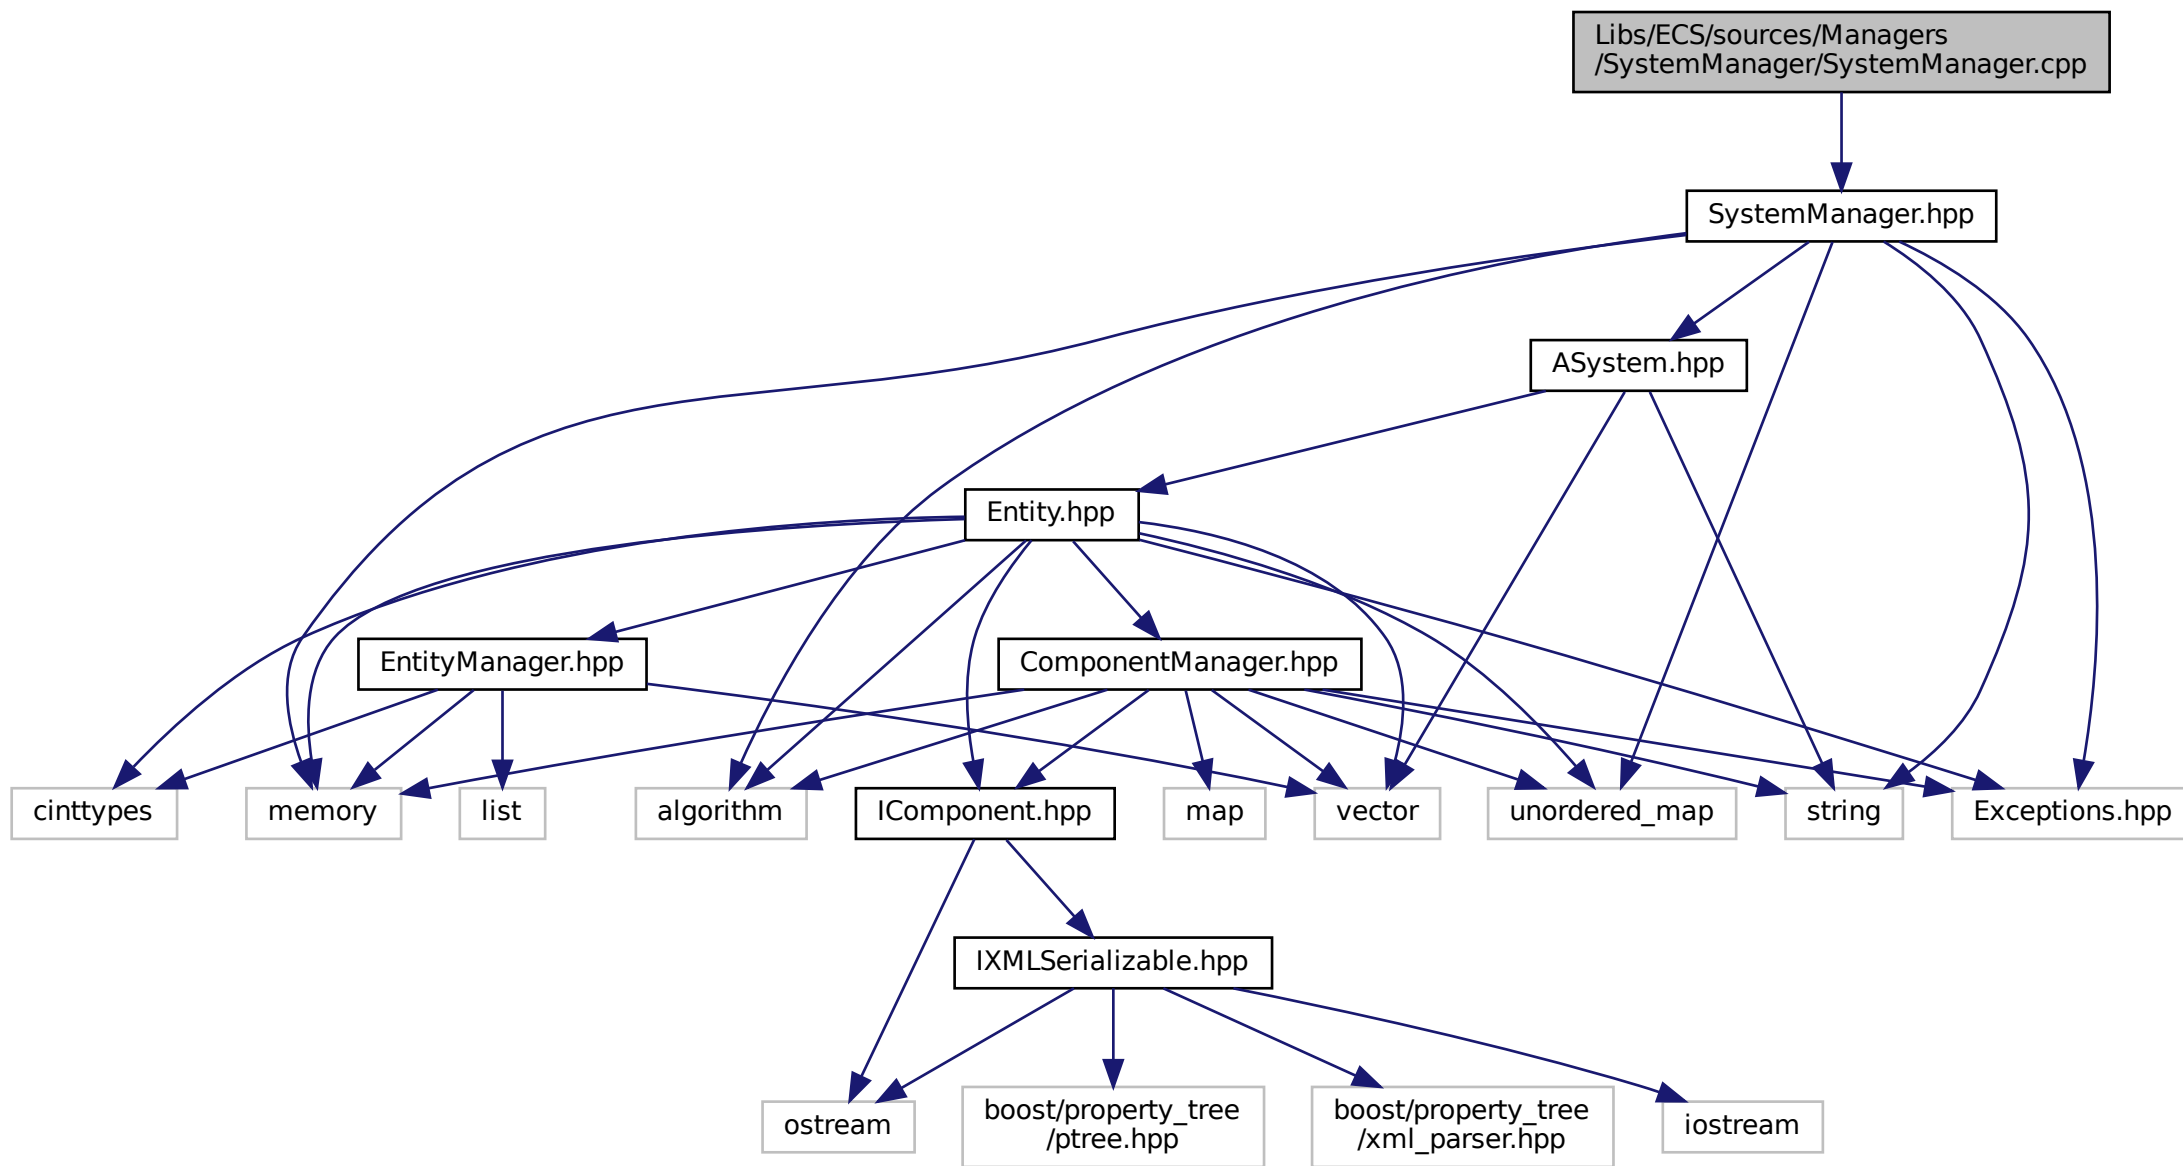 Libs/ECS/sources/Managers
/SystemManager/SystemManager.cpp
SystemManager.hpp
ASystem.hpp
Entity.hpp
EntityManager.hpp
ComponentManager.hpp
cinttypes
memory
list
algorithm
IComponent.hpp
map
vector
unordered_map
string
Exceptions.hpp
IXMLSerializable.hpp
ostream
boost/property_tree
/ptree.hpp
boost/property_tree
/xml_parser.hpp
iostream